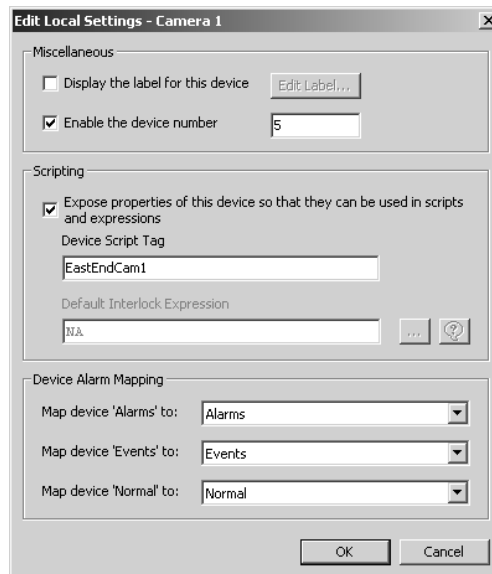 Edit Local Settings - Camera 1
Miscellaneous
Display the label for this device
Edit Label...
Enable the device number
5
Scripting
Expose properties of this device so that they can be used in scripts
and expressions
Device Script Tag
EastEndCam1
Default Interlock Expression
NA
...
Device Alarm Mapping
Map device 'Alarms' to:
Alarms
Map device 'Events' to:
Events
Map device 'Normal' to:
Normal
OK
Cancel